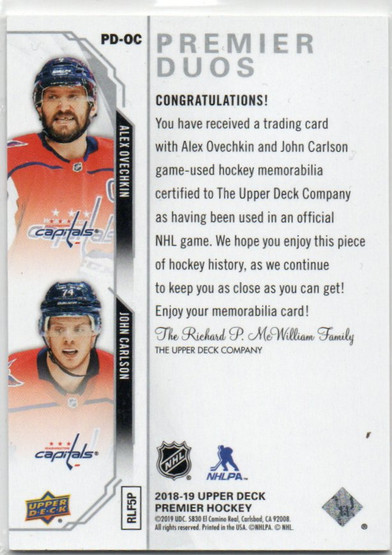 PD-OC
PREMIER
DUOS
ALEX OVECHKIN
WASHINGTON
capitals®
74
JOHN CARLSON
WASHINGTON
capitals®
UPPER
DECK
RLF5P
CONGRATULATIONS!
You have received a trading card
with Alex Ovechkin and John Carlson
game-used hockey memorabilia
certified to The Upper Deck Company
as having been used in an official
NHL game. We hope you enjoy this piece
of hockey history, as we continue
to keep you as close as you can get!
Enjoy your memorabilia card!
The Richard P. McWilliam Family
THE UPPER DECK COMPANY
NHL
NHLPA
2018-19 UPPER DECK
PREMIER HOCKEY
©2019 UDC. 5830 El Camino Real, Carlsbad, CA 92008.
All rights reserved. Printed in USA. ©NHLPA. © NHL.